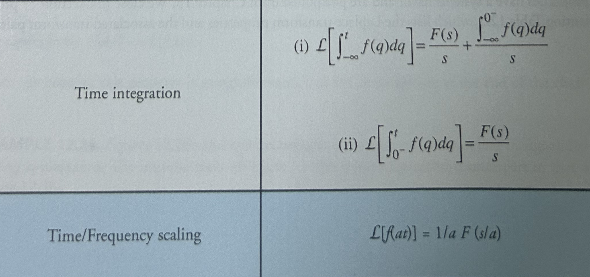 Time integration
(i) ℒ[∫_{-∞}^{t} f(q)dq] = F(s)/s + ∫_{-∞}^{0⁻} f(q)dq/s
(ii) ℒ[∫_{0⁻}^{t} f(q)dq] = F(s)/s
Time/Frequency scaling
ℒ[f(at)] = 1/a F (s/a)